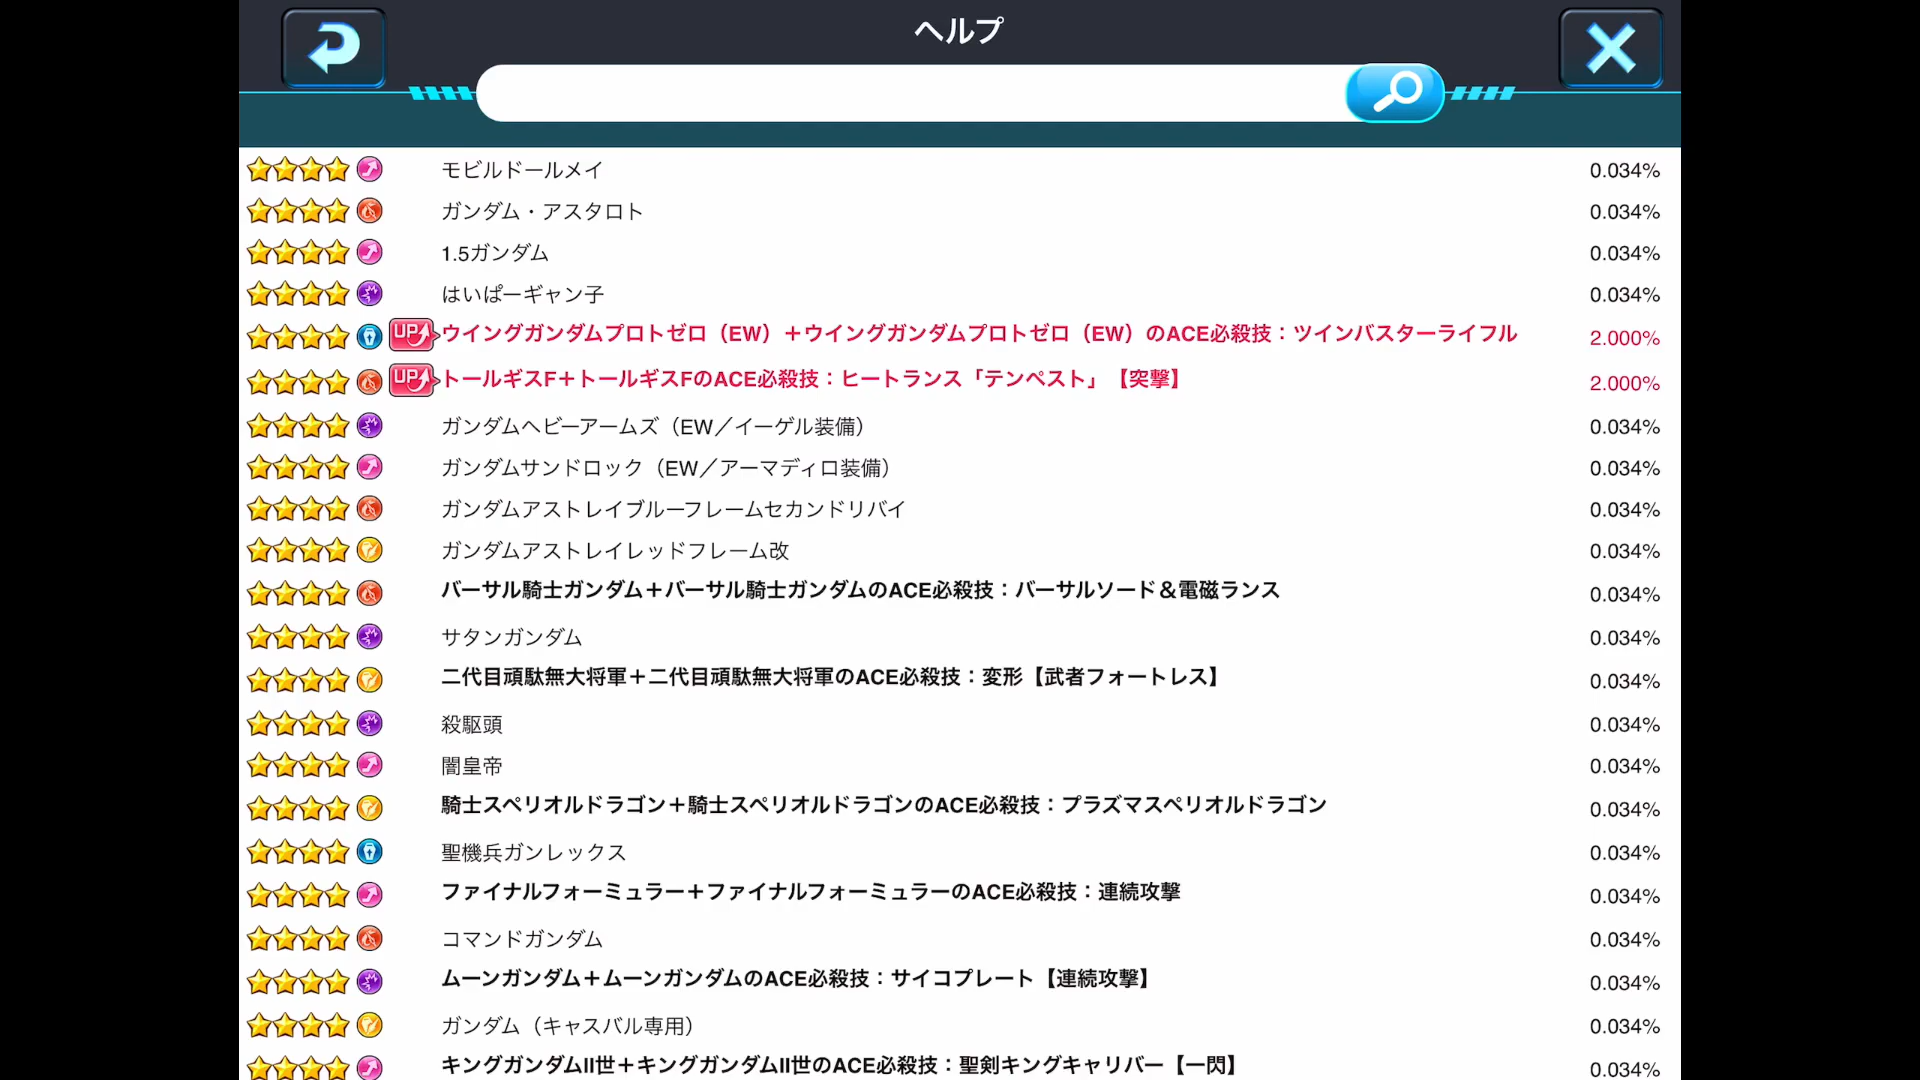 ヘルプ
モビルドールメイ 0.034%
ガンダム・アスタロト 0.034%
1.5ガンダム 0.034%
はいぱーギャン子 0.034%
UP ウイングガンダムプロトゼロ（EW）＋ウイングガンダムプロトゼロ（EW）のACE必殺技：ツインバスターライフル 2.000%
UP トールギスF＋トールギスFのACE必殺技：ヒートランス「テンペスト」【突撃】 2.000%
ガンダムヘビーアームズ（EW／イーゲル装備） 0.034%
ガンダムサンドロック（EW／アーマディロ装備） 0.034%
ガンダムアストレイブルーフレームセカンドリバイ 0.034%
ガンダムアストレイレッドフレーム改 0.034%
バーサル騎士ガンダム＋バーサル騎士ガンダムのACE必殺技：バーサルソード＆電磁ランス 0.034%
サタンガンダム 0.034%
二代目頑駄無大将軍＋二代目頑駄無大将軍のACE必殺技：変形【武者フォートレス】 0.034%
殺駆頭 0.034%
闇皇帝 0.034%
騎士スペリオルドラゴン＋騎士スペリオルドラゴンのACE必殺技：プラズマスペリオルドラゴン 0.034%
聖機兵ガンレックス 0.034%
ファイナルフォーミュラー＋ファイナルフォーミュラーのACE必殺技：連続攻撃 0.034%
コマンドガンダム 0.034%
ムーンガンダム＋ムーンガンダムのACE必殺技：サイコプレート【連続攻撃】 0.034%
ガンダム（キャスバル専用） 0.034%
キングガンダムII世＋キングガンダムII世のACE必殺技：聖剣キングキャリバー【一閃】 0.034%